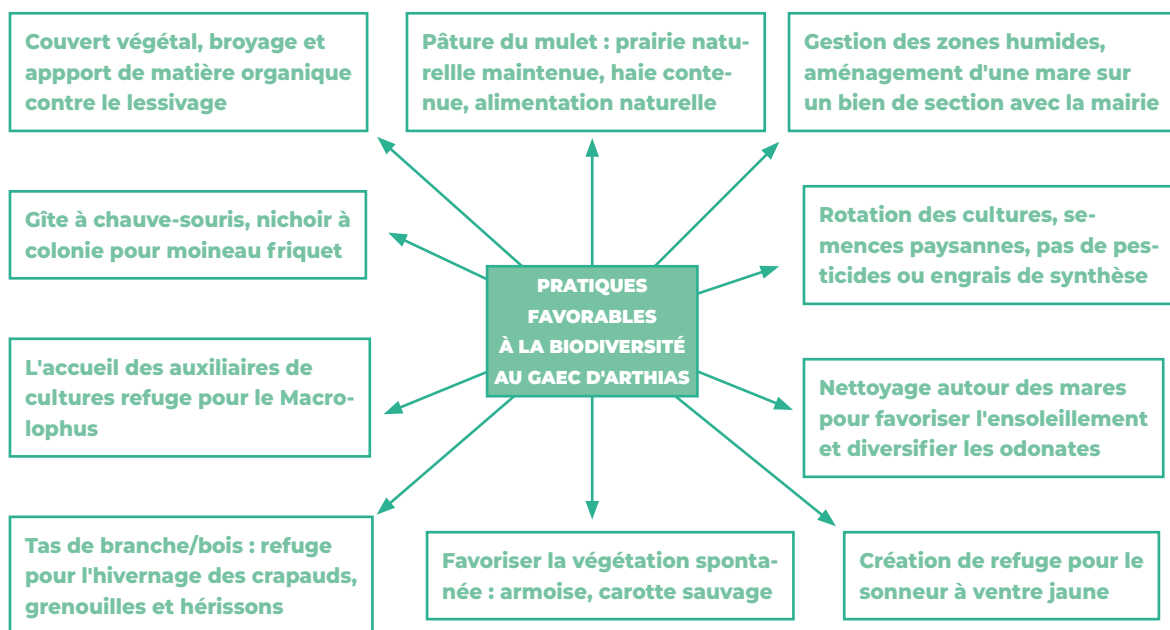 Couvert végétal, broyage et
appport de matière organique
contre le lessivage
Pâture du mulet : prairie natu-
rellle maintenue, haie conte-
nue, alimentation naturelle
Gestion des zones humides,
aménagement d'une mare sur
un bien de section avec la mairie
Gîte à chauve-souris, nichoir à
colonie pour moineau friquet
Rotation des cultures, se-
mences paysannes, pas de pes-
ticides ou engrais de synthèse
PRATIQUES
FAVORABLES
À LA BIODIVERSITÉ
AU GAEC D'ARTHIAS
L'accueil des auxiliaires de
cultures refuge pour le Macro-
lophus
Nettoyage autour des mares
pour favoriser l'ensoleillement
et diversifier les odonates
Tas de branche/bois : refuge
pour l'hivernage des crapauds,
grenouilles et hérissons
Favoriser la végétation sponta-
née : armoise, carotte sauvage
Création de refuge pour le
sonneur à ventre jaune